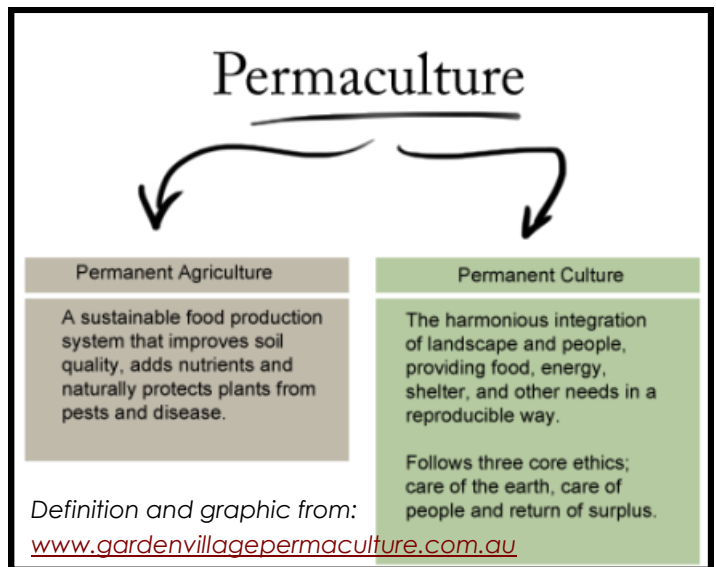 Permaculture
Permanent Agriculture
A sustainable food production
system that improves soil
quality, adds nutrients and
naturally protects plants from
pests and disease.
Permanent Culture
The harmonious integration
of landscape and people,
providing food, energy,
shelter, and other needs in a
reproducible way.
Follows three core ethics;
care of the earth, care of
people and return of surplus.
Definition and graphic from:
www.gardenvillagepermaculture.com.au